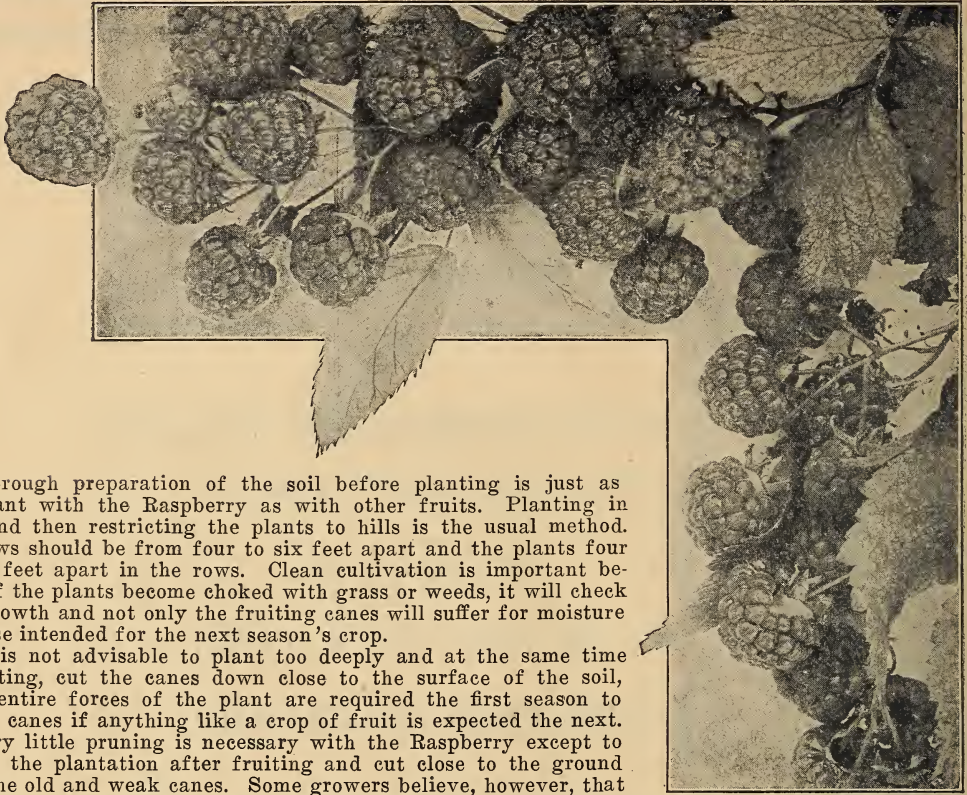 rough preparation of the soil before planting is just as
ant with the Raspberry as with other fruits. Planting in
nd then restricting the plants to hills is the usual method.
ws should be from four to six feet apart and the plants four
feet apart in the rows. Clean cultivation is important be-
f the plants become choked with grass or weeds, it will check
owth and not only the fruiting canes will suffer for moisture
se intended for the next season's crop.
is not advisable to plant too deeply and at the same time
ting, cut the canes down close to the surface of the soil,
entire forces of the plant are required the first season to
canes if anything like a crop of fruit is expected the next.
ry little pruning is necessary with the Raspberry except to
the plantation after fruiting and cut close to the ground
he old and weak canes. Some growers believe, however, that